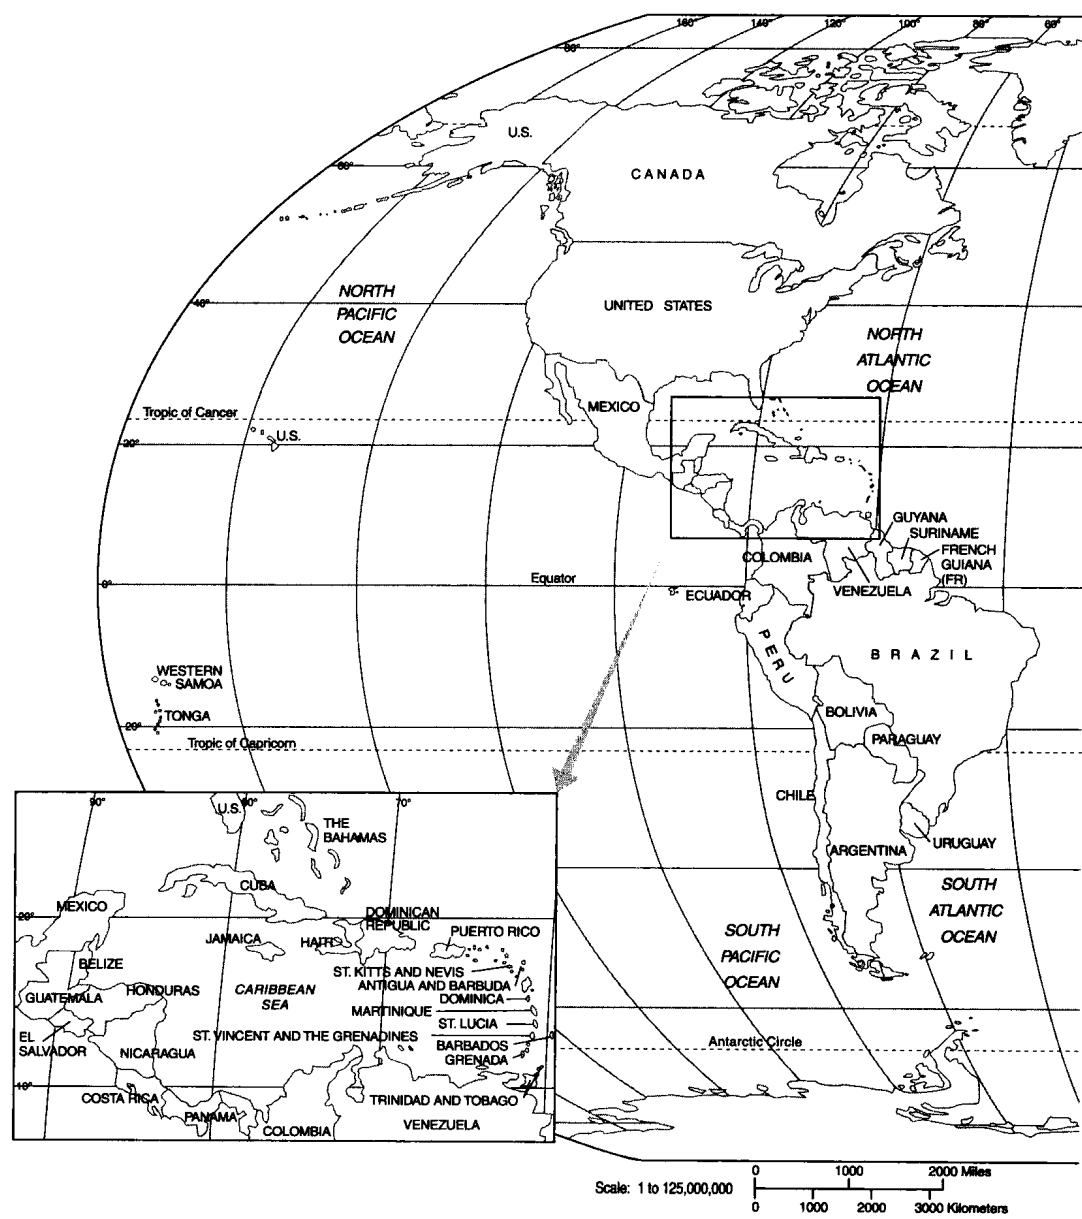 160°
140°
120°
100°
80°
60°
80°
U.S.
60°
CANADA
NORTH
PACIFIC
OCEAN
40°
UNITED STATES
NORTH
ATLANTIC
OCEAN
MEXICO
Tropic of Cancer
U.S.
20°
GUYANA
SURINAME
FRENCH
GUIANA
(FR)
COLOMBIA
VENEZUELA
Equator
0°
ECUADOR
PERU
BRAZIL
WESTERN
SAMOA
TONGA
20°
BOLIVIA
Tropic of Capricorn
PARAGUAY
CHILE
ARGENTINA
URUGUAY
SOUTH
ATLANTIC
OCEAN
SOUTH
PACIFIC
OCEAN
Antarctic Circle
90°
U.S.
80°
70°
THE
BAHAMAS
CUBA
MEXICO
20°
DOMINICAN
REPUBLIC
JAMAICA
HAITI
PUERTO RICO
BELIZE
ST. KITTS AND NEVIS
ANTIGUA AND BARBUDA
GUATEMALA
HONDURAS
CARIBBEAN
SEA
DOMINICA
MARTINIQUE
ST. LUCIA
ST. VINCENT AND THE GRENADINES
EL
SALVADOR
BARBADOS
GRENADA
NICARAGUA
10°
COSTA RICA
TRINIDAD AND TOBAGO
PANAMA
COLOMBIA
VENEZUELA
Scale: 1 to 125,000,000
0 1000 2000 Miles
0 1000 2000 3000 Kilometers